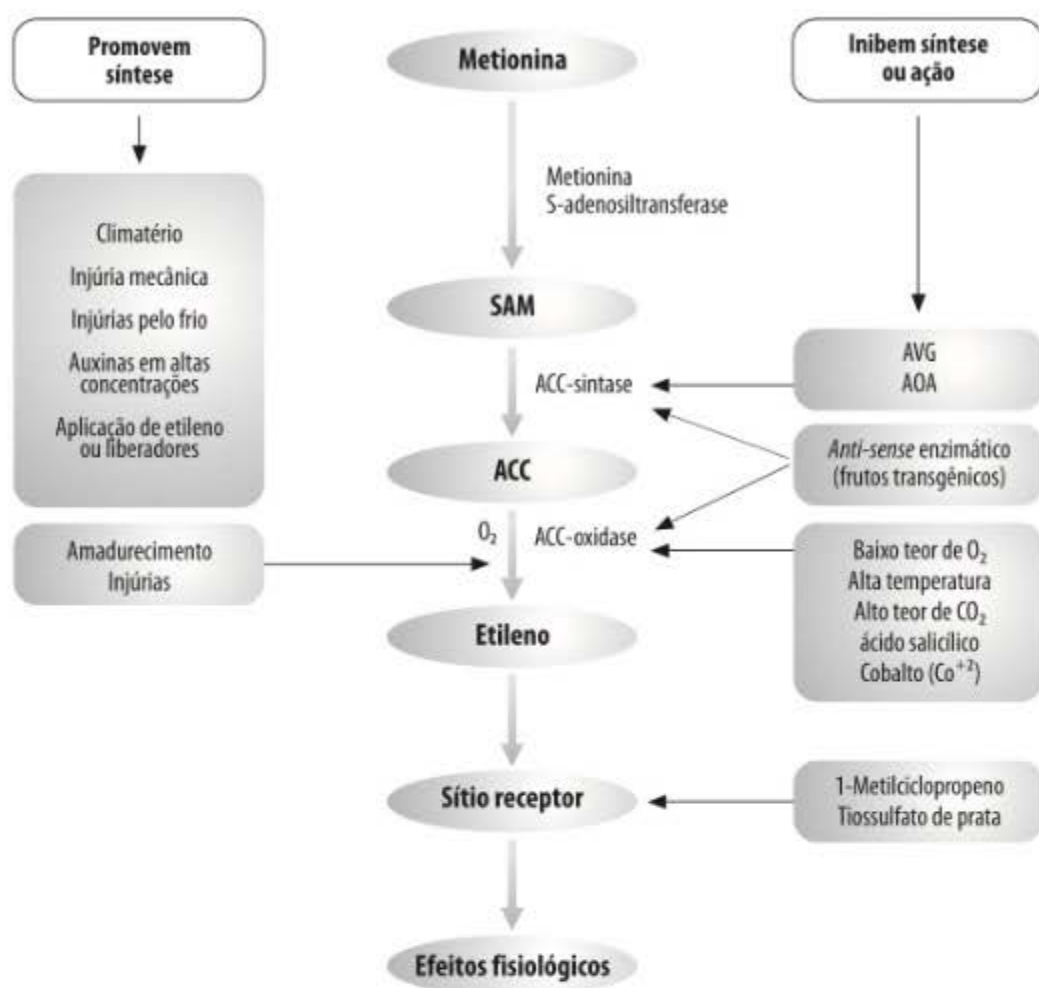 Promovem
síntese
Climatério
Injúria mecânica
Injúrias pelo frio
Auxinas em altas
concentrações
Aplicação de etileno
ou liberadores
Amadurecimento
Injúrias
Metionina
Metionina
S-adenosiltransferase
SAM
ACC-sintase
ACC
O₂
ACC-oxidase
Etileno
Sítio receptor
Efeitos fisiológicos
Inibem síntese
ou ação
AVG
AOA
Anti-sense enzimático
(frutos transgênicos)
Baixo teor de O₂
Alta temperatura
Alto teor de CO₂
ácido salicílico
Cobalto (Co⁺²)
1-Metilciclopropeno
Tiossulfato de prata